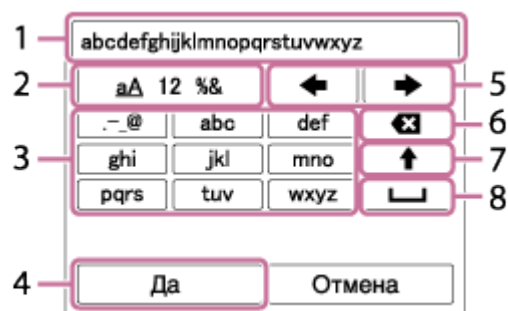 1 abcdefghijklmnopqrstuvwxyz
2 aA 12 %& 5
.-_@ abc def 6
3 ghi jkl mno 7
pqrs tuv wxyz 8
4 Да Отмена